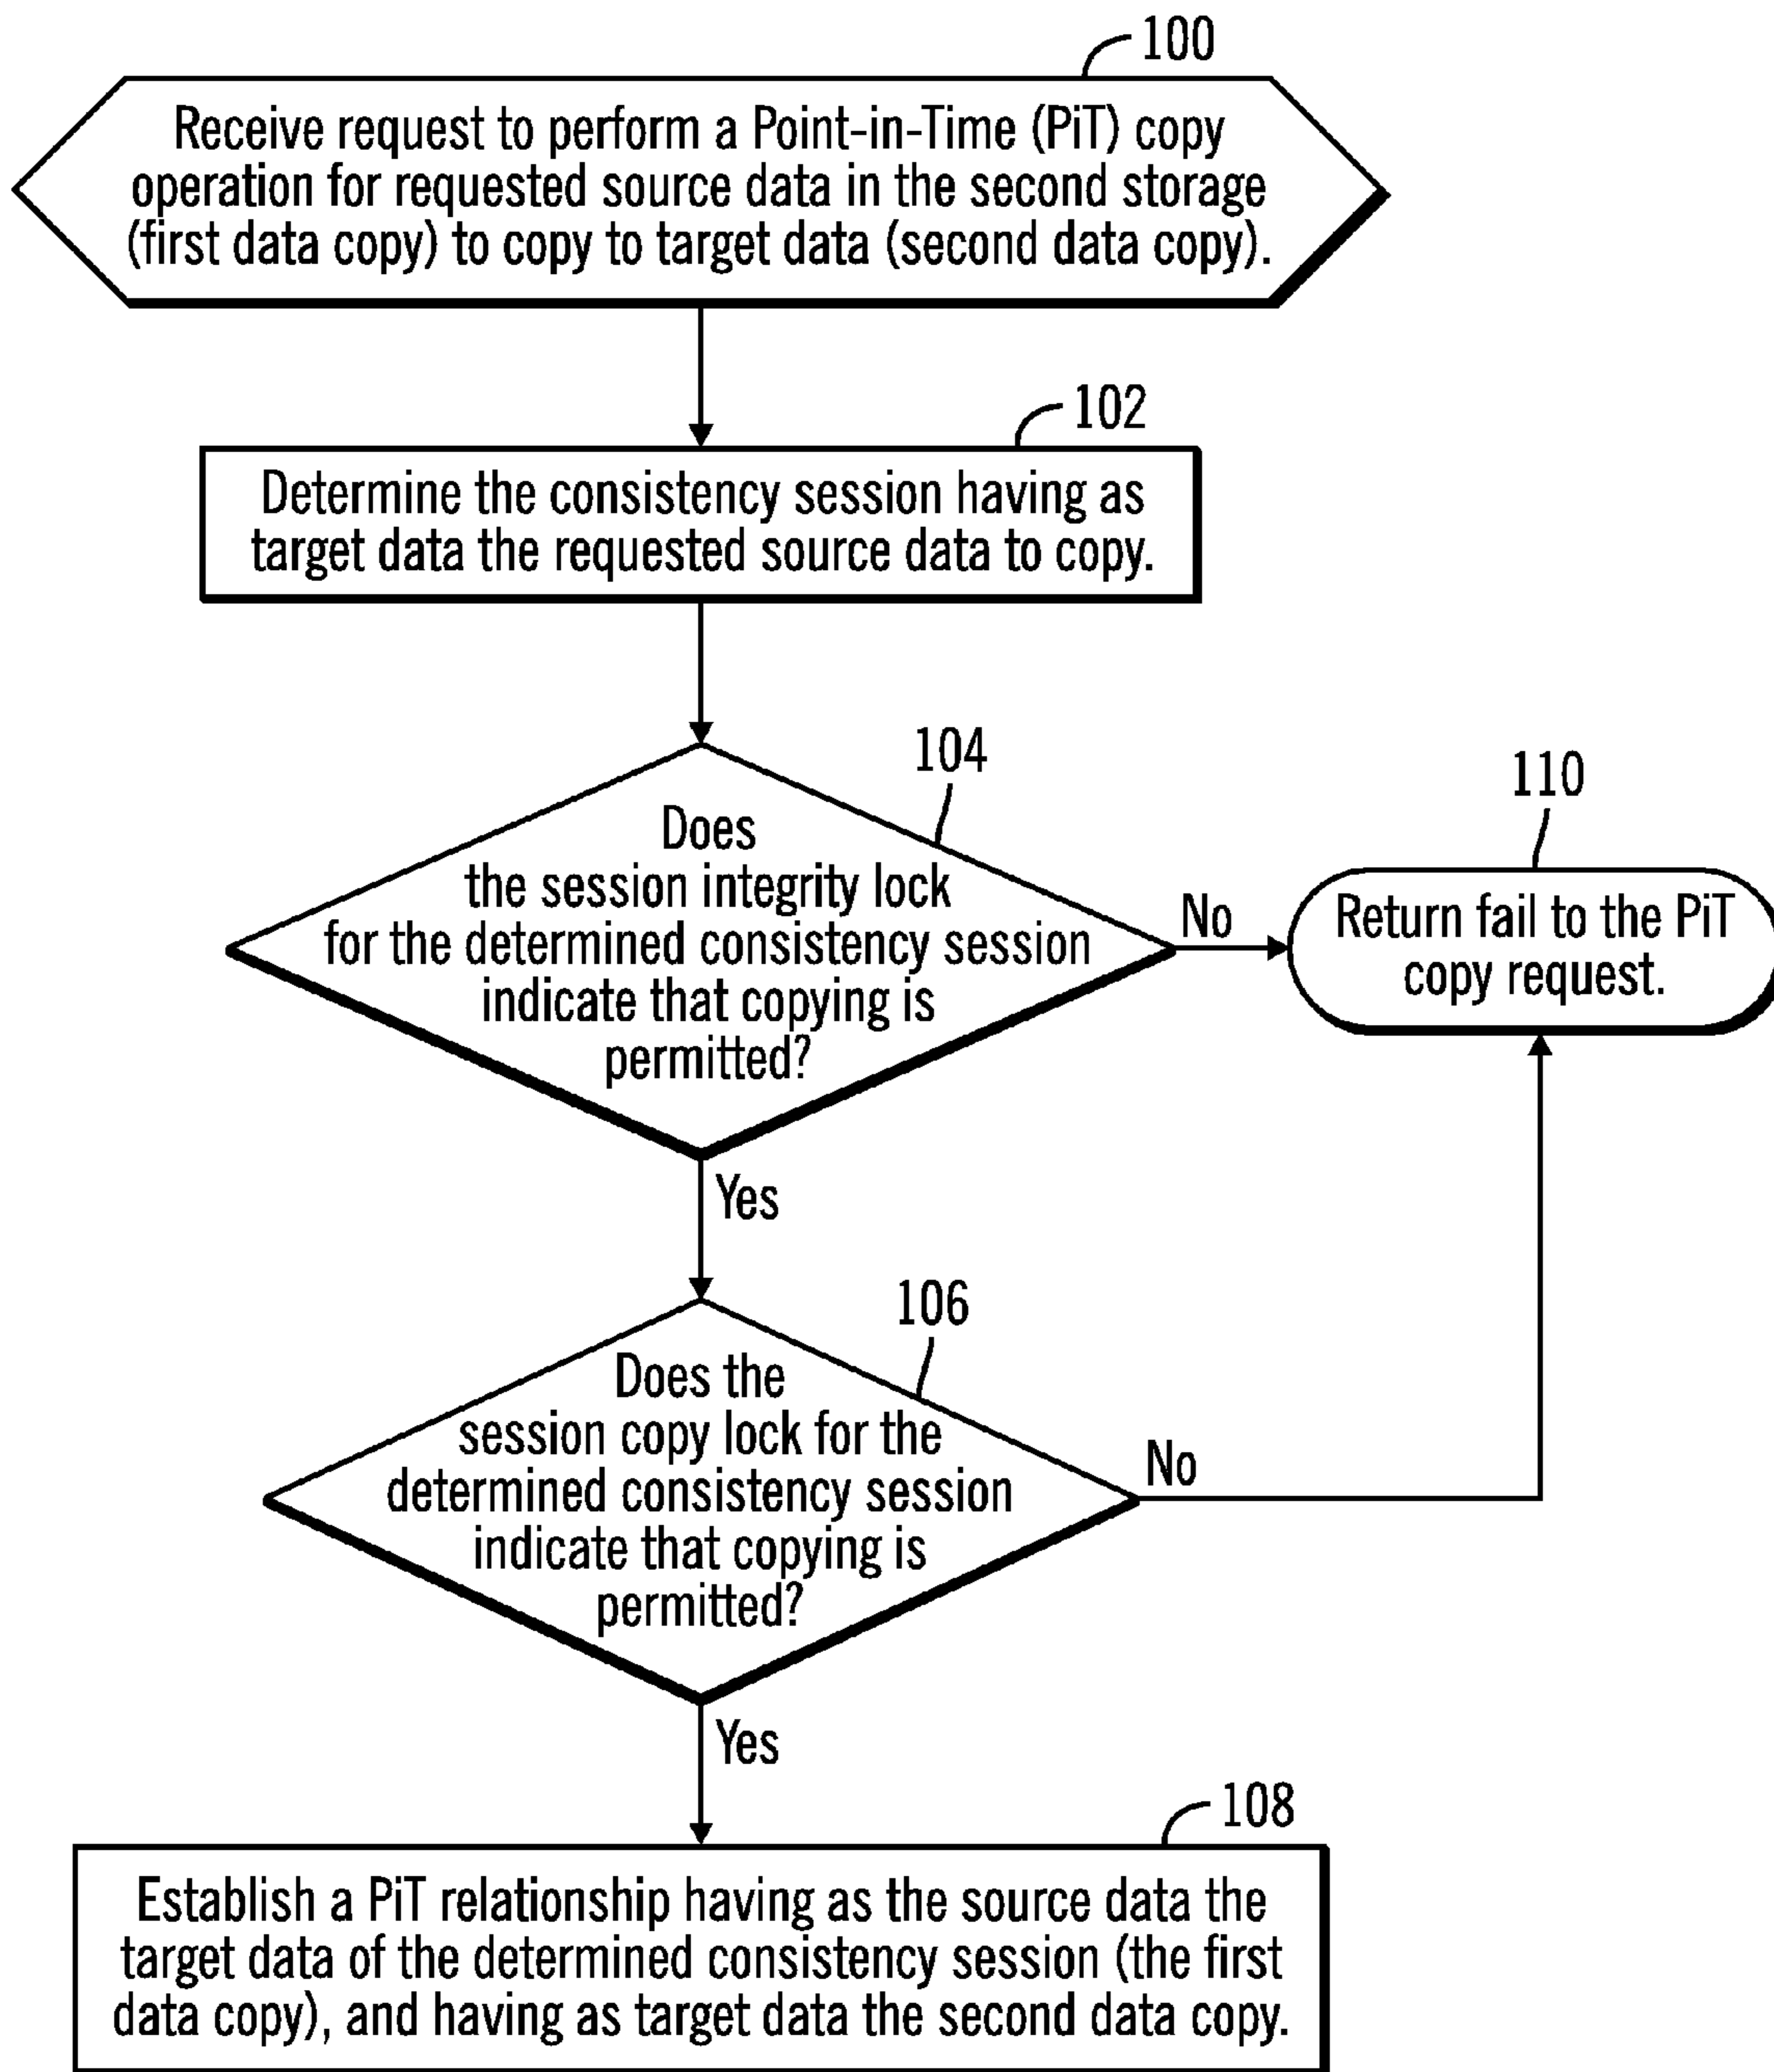 100
Receive request to perform a Point-in-Time (PiT) copy
operation for requested source data in the second storage
(first data copy) to copy to target data (second data copy).
102
Determine the consistency session having as
target data the requested source data to copy.
104
Does
the session integrity lock
for the determined consistency session
indicate that copying is
permitted?
No
110
Return fail to the PiT
copy request.
Yes
106
Does the
session copy lock for the
determined consistency session
indicate that copying is
permitted?
No
Yes
108
Establish a PiT relationship having as the source data the
target data of the determined consistency session (the first
data copy), and having as target data the second data copy.